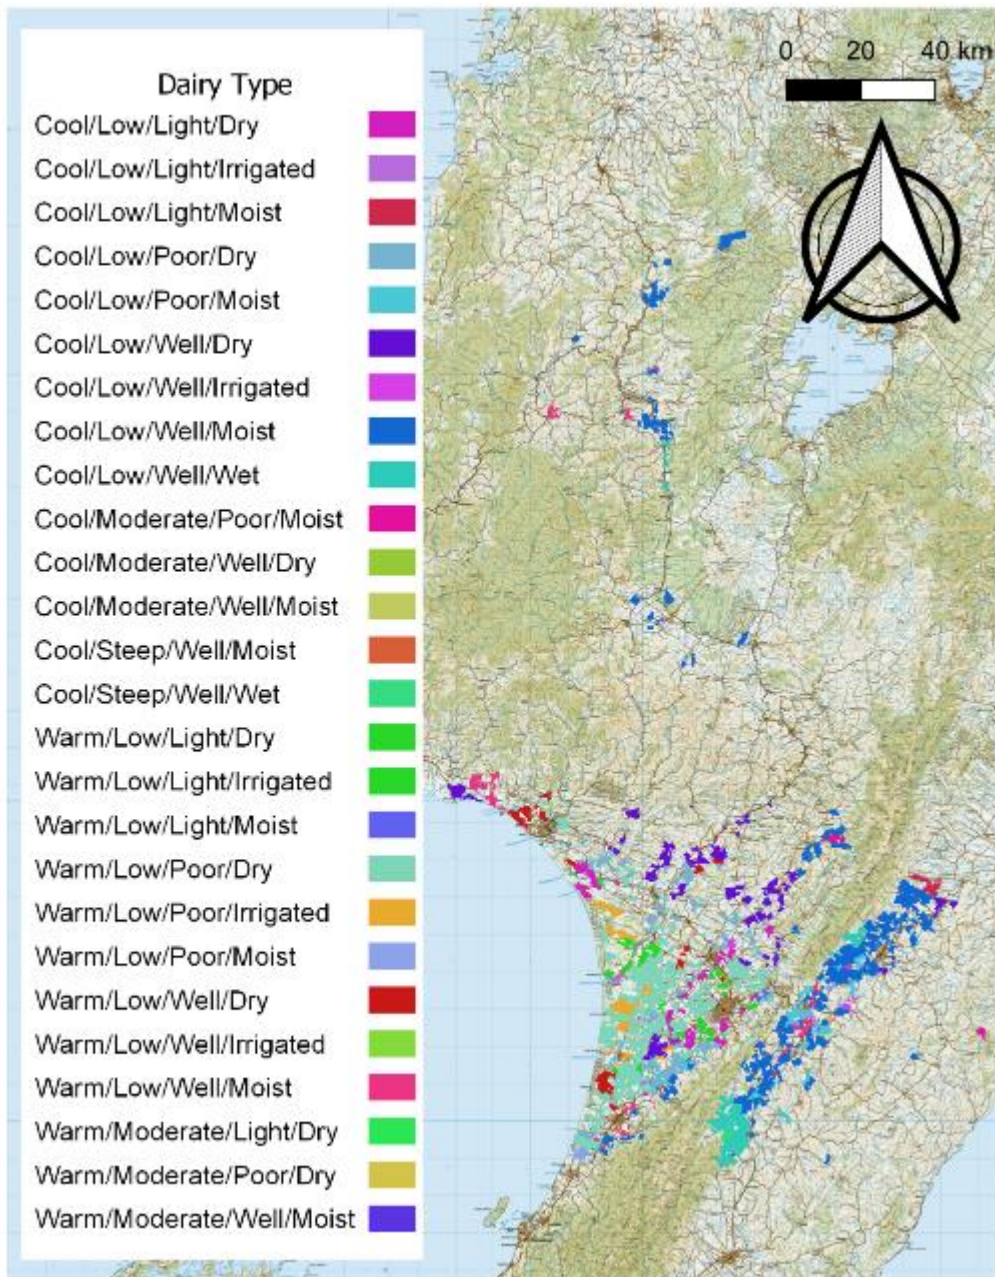 0 20 40 km
Dairy Type
Cool/Low/Light/Dry
Cool/Low/Light/Irrigated
Cool/Low/Light/Moist
Cool/Low/Poor/Dry
Cool/Low/Poor/Moist
Cool/Low/Well/Dry
Cool/Low/Well/Irrigated
Cool/Low/Well/Moist
Cool/Low/Well/Wet
Cool/Moderate/Poor/Moist
Cool/Moderate/Well/Dry
Cool/Moderate/Well/Moist
Cool/Steep/Well/Moist
Cool/Steep/Well/Wet
Warm/Low/Light/Dry
Warm/Low/Light/Irrigated
Warm/Low/Light/Moist
Warm/Low/Poor/Dry
Warm/Low/Poor/Irrigated
Warm/Low/Poor/Moist
Warm/Low/Well/Dry
Warm/Low/Well/Irrigated
Warm/Low/Well/Moist
Warm/Moderate/Light/Dry
Warm/Moderate/Poor/Dry
Warm/Moderate/Well/Moist